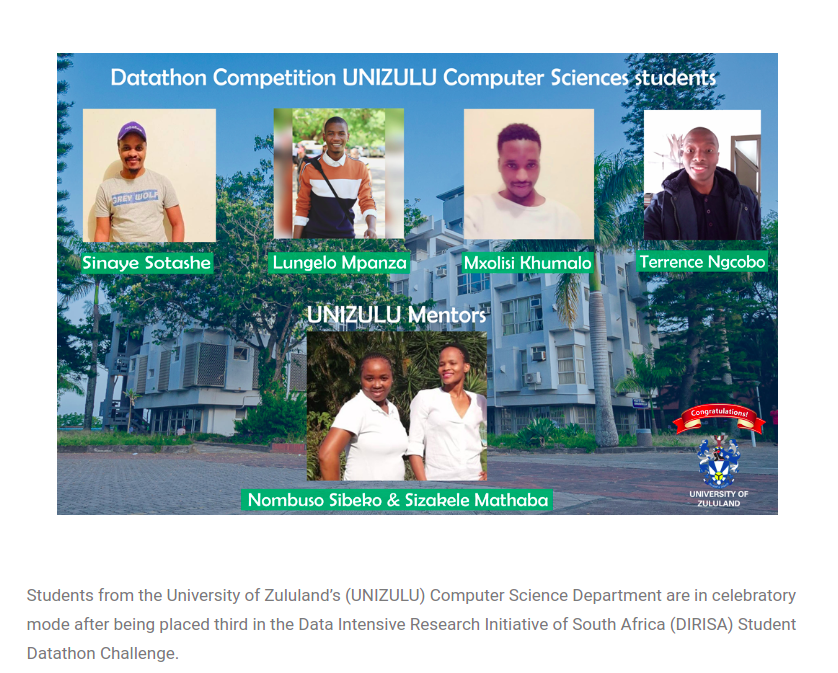 Datathon Competition UNIZULU Computer Sciences students
GREY WOLF
Sinaye Sotashe
Lungelo Mpanza
Mxolisi Khumalo
Terrence Ngcobo
UNIZULU Mentors
Nombuso Sibeko & Sizakele Mathaba
Congratulations!
UNIVERSITY OF
ZULULAND
Students from the University of Zululand’s (UNIZULU) Computer Science Department are in celebratory
mode after being placed third in the Data Intensive Research Initiative of South Africa (DIRISA) Student
Datathon Challenge.